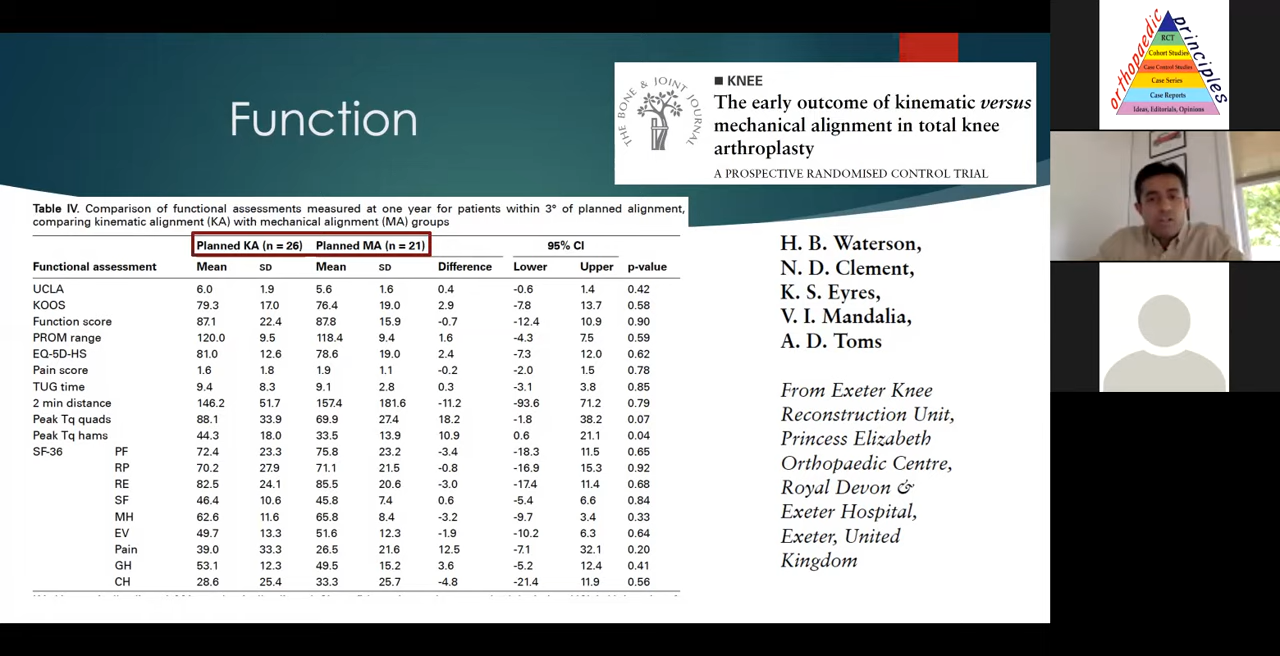 Function
THE BONE & JOINT JOURNAL
■ KNEE
The early outcome of kinematic versus
mechanical alignment in total knee
arthroplasty
A PROSPECTIVE RANDOMISED CONTROL TRIAL
Table IV. Comparison of functional assessments measured at one year for patients within 3° of planned alignment,
comparing kinematic alignment (KA) with mechanical alignment (MA) groups
Planned KA (n = 26) Planned MA (n = 21) 95% CI
Functional assessment Mean SD Mean SD Difference Lower Upper p-value
UCLA 6.0 1.9 5.6 1.6 0.4 -0.6 1.4 0.42
KOOS 79.3 17.0 76.4 19.0 2.9 -7.8 13.7 0.58
Function score 87.1 22.4 87.8 15.9 -0.7 -12.4 10.9 0.90
PROM range 120.0 9.5 118.4 9.4 1.6 -4.3 7.5 0.59
EQ-5D-HS 81.0 12.6 78.6 19.0 2.4 -7.3 12.0 0.62
Pain score 1.6 1.8 1.9 1.1 -0.2 -2.0 1.5 0.78
TUG time 9.4 8.3 9.1 2.8 0.3 -3.1 3.8 0.85
2 min distance 146.2 51.7 157.4 181.6 -11.2 -93.6 71.2 0.79
Peak Tq quads 88.1 33.9 69.9 27.4 18.2 -1.8 38.2 0.07
Peak Tq hams 44.3 18.0 33.5 13.9 10.9 0.6 21.1 0.04
SF-36 PF 72.4 23.3 75.8 23.2 -3.4 -18.3 11.5 0.65
RP 70.2 27.9 71.1 21.5 -0.8 -16.9 15.3 0.92
RE 82.5 24.1 85.5 20.6 -3.0 -17.4 11.4 0.68
SF 46.4 10.6 45.8 7.4 0.6 -5.4 6.6 0.84
MH 62.6 11.6 65.8 8.4 -3.2 -9.7 3.4 0.33
EV 49.7 13.3 51.6 12.3 -1.9 -10.2 6.3 0.64
Pain 39.0 33.3 26.5 21.6 12.5 -7.1 32.1 0.20
GH 53.1 12.3 49.5 15.2 3.6 -5.2 12.4 0.41
CH 28.6 25.4 33.3 25.7 -4.8 -21.4 11.9 0.56
H. B. Waterson,
N. D. Clement,
K. S. Eyres,
V. I. Mandalia,
A. D. Toms
From Exeter Knee
Reconstruction Unit,
Princess Elizabeth
Orthopaedic Centre,
Royal Devon &
Exeter Hospital,
Exeter, United
Kingdom
orthopaedic principles
RCT
Cohort Studies
Case Control Studies
Case Series
Case Reports
Ideas, Editorials, Opinions